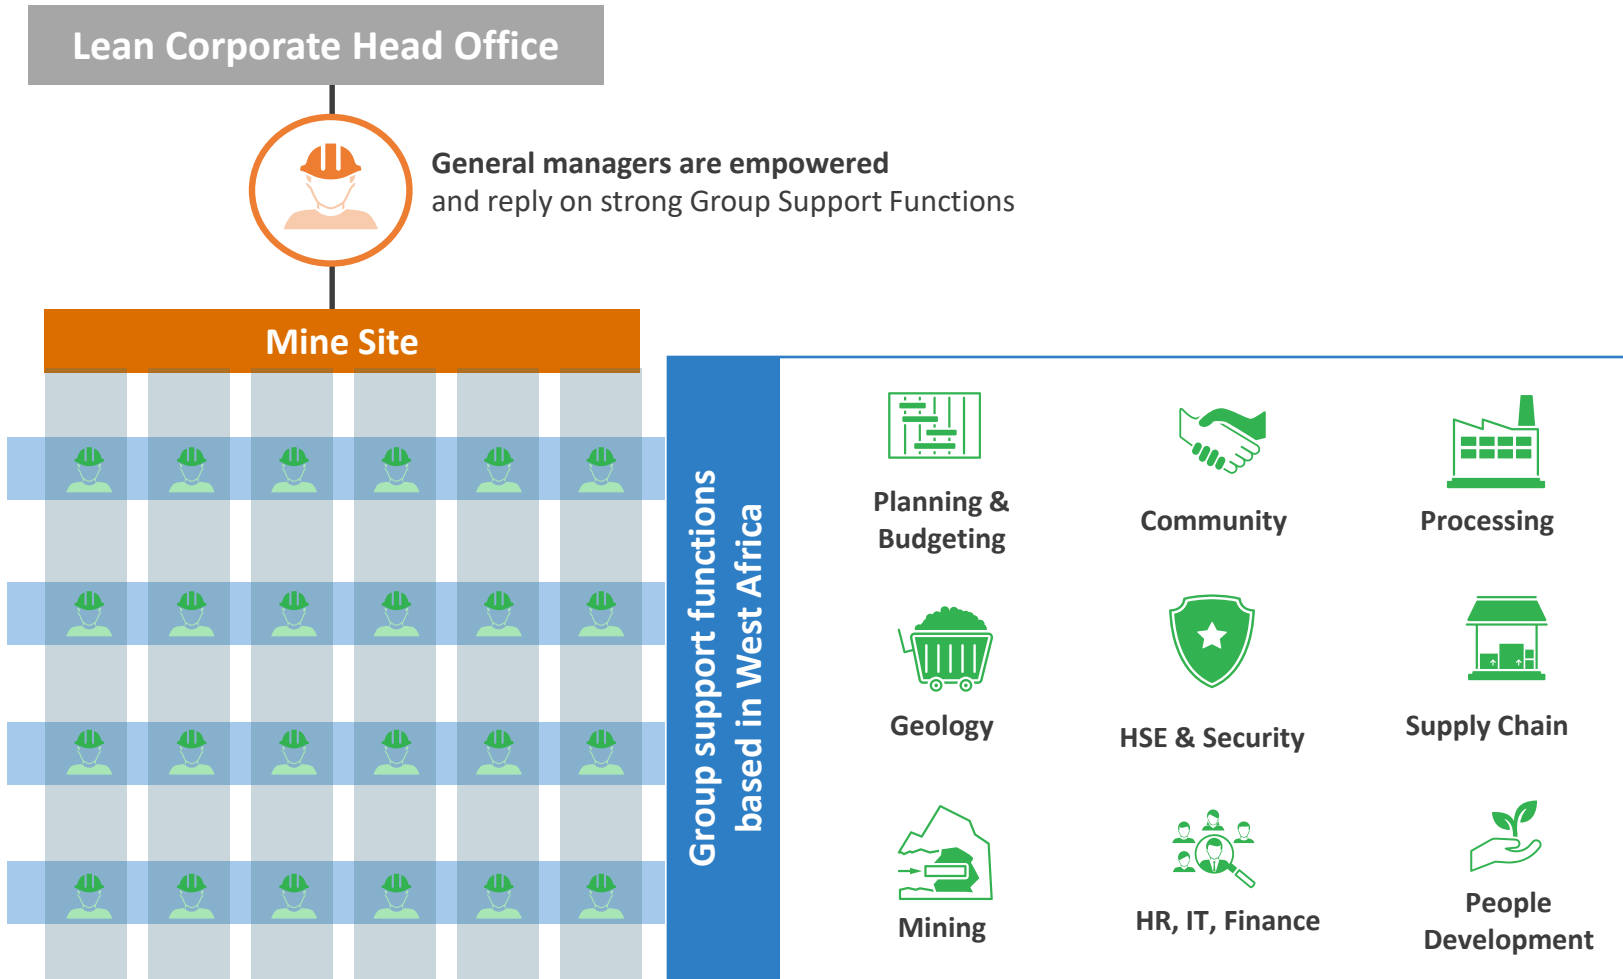 Lean Corporate Head Office
General managers are empowered
and reply on strong Group Support Functions
Mine Site
Group support functions
based in West Africa
Planning &
Budgeting
Community
Processing
Geology
HSE & Security
Supply Chain
Mining
HR, IT, Finance
People
Development